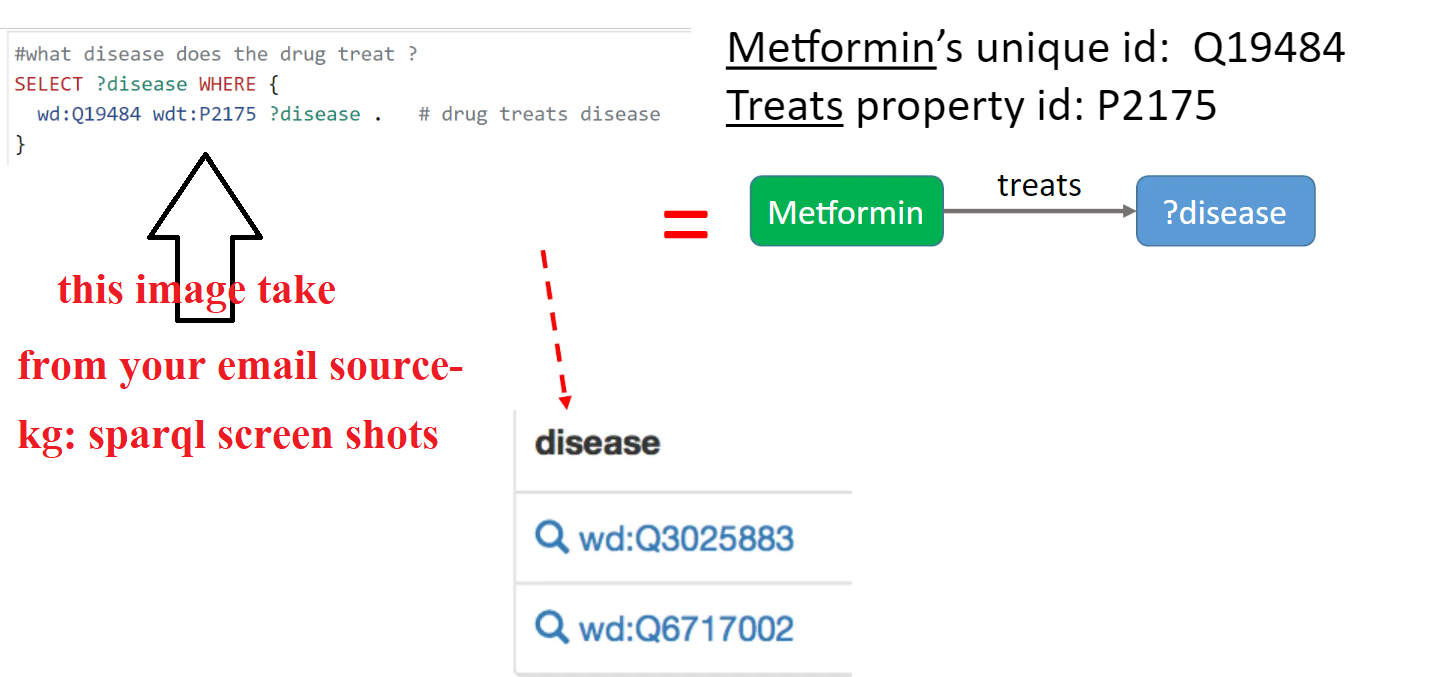 #what disease does the drug treat ?
SELECT ?disease WHERE {
wd:Q19484 wdt:P2175 ?disease .   # drug treats disease
}
Metformin's unique id:  Q19484
Treats property id: P2175
=
Metformin
treats
?disease
this image take
from your email source-
kg: sparql screen shots
disease
wd:Q3025883
wd:Q6717002